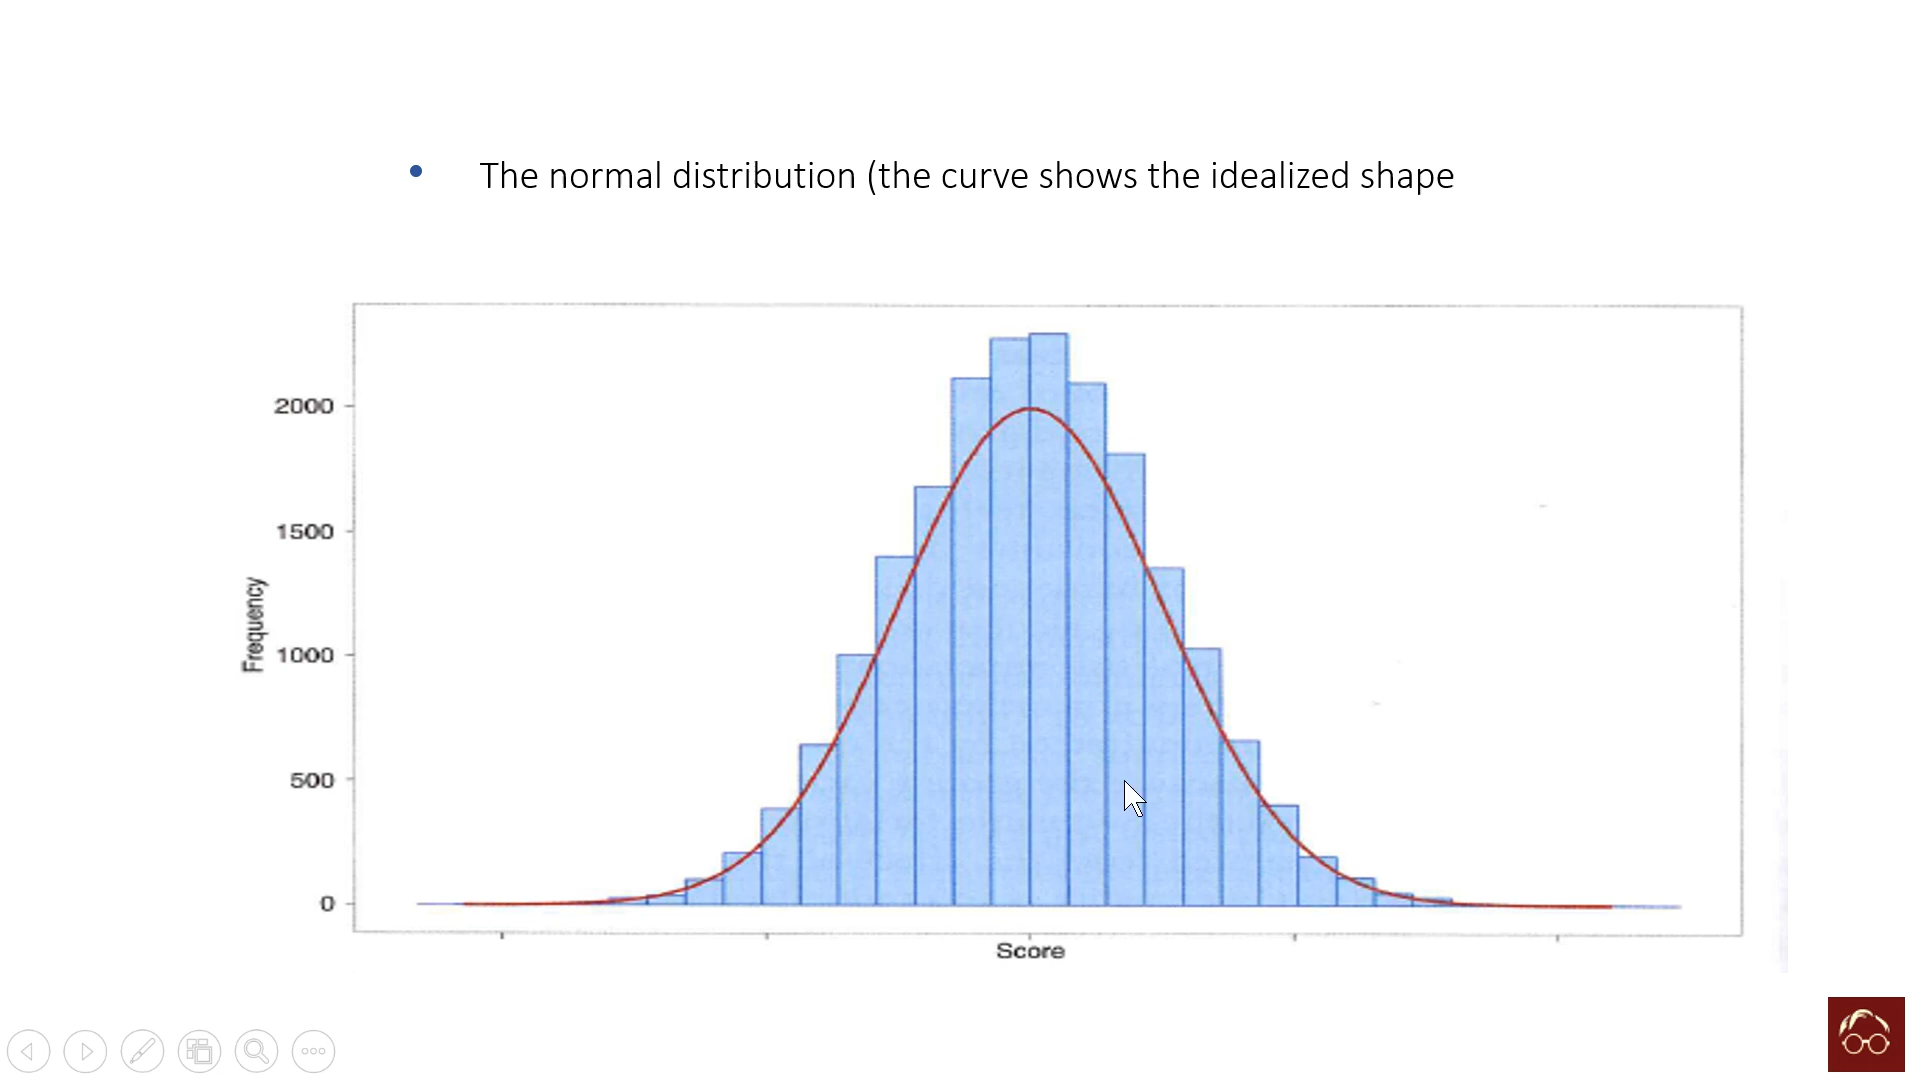 • The normal distribution (the curve shows the idealized shape
2000
1500
1000
500
0
Frequency
Score